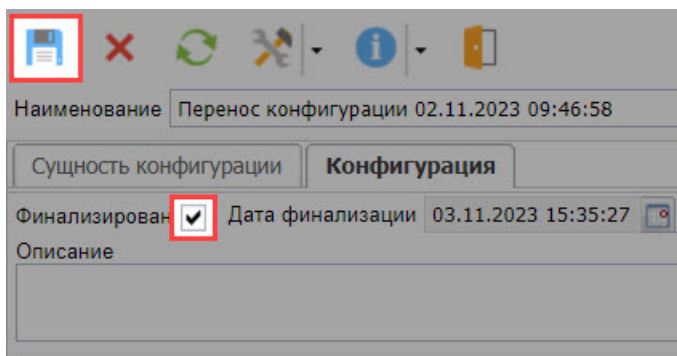 Наименование Перенос конфигурации 02.11.2023 09:46:58
Сущность конфигурации Конфигурация
Финализирован Дата финализации 03.11.2023 15:35:27
Описание